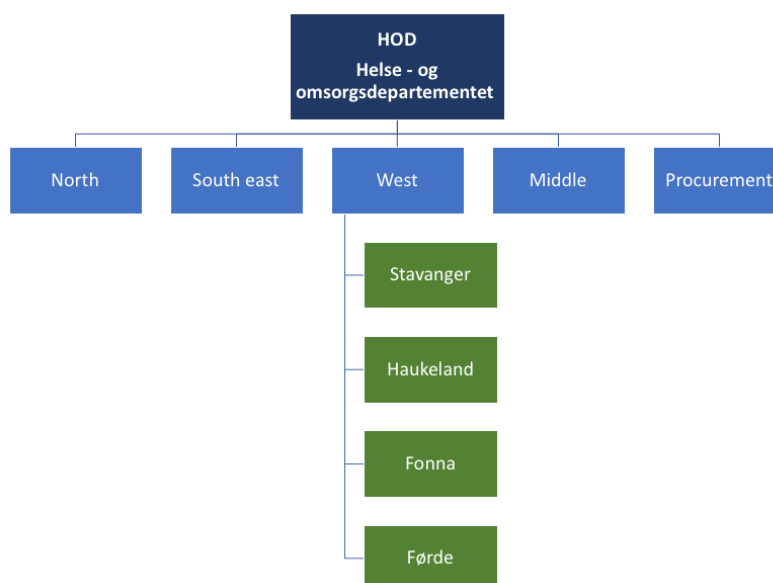 HOD
Helse - og
omsorgsdepartementet
North
South east
West
Middle
Procurement
Stavanger
Haukeland
Fonna
Førde